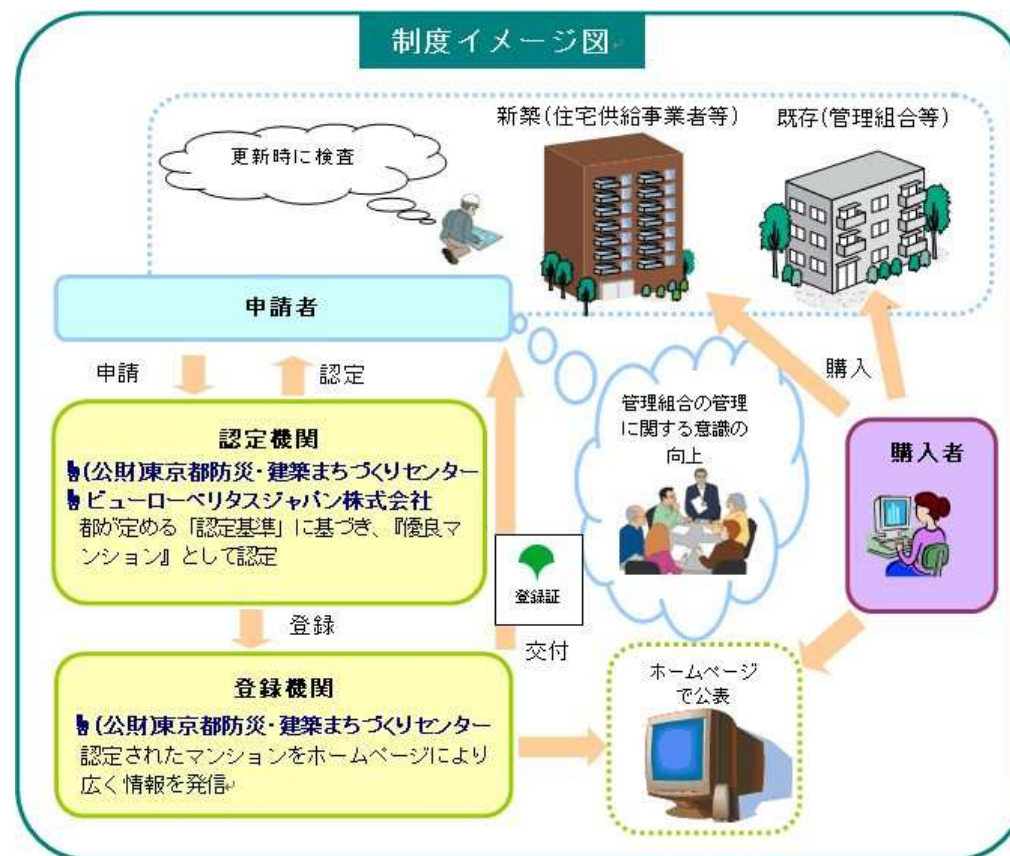 制度イメージ図
新築(住宅供給事業者等)
既存(管理組合等)
更新時に検査
申請者
申請
認定
購入
管理組合の管理
に関する意識の
向上
認定機関
(公財)東京都防災・建築まちづくりセンター
ビューローベリタスジャパン株式会社
都が定める「認定基準」に基づき、『優良マ
ンション』として認定
購入者
登録証
登録
交付
登録機関
(公財)東京都防災・建築まちづくりセンター
認定されたマンションをホームページにより
広く情報を発信
ホームページ
で公表